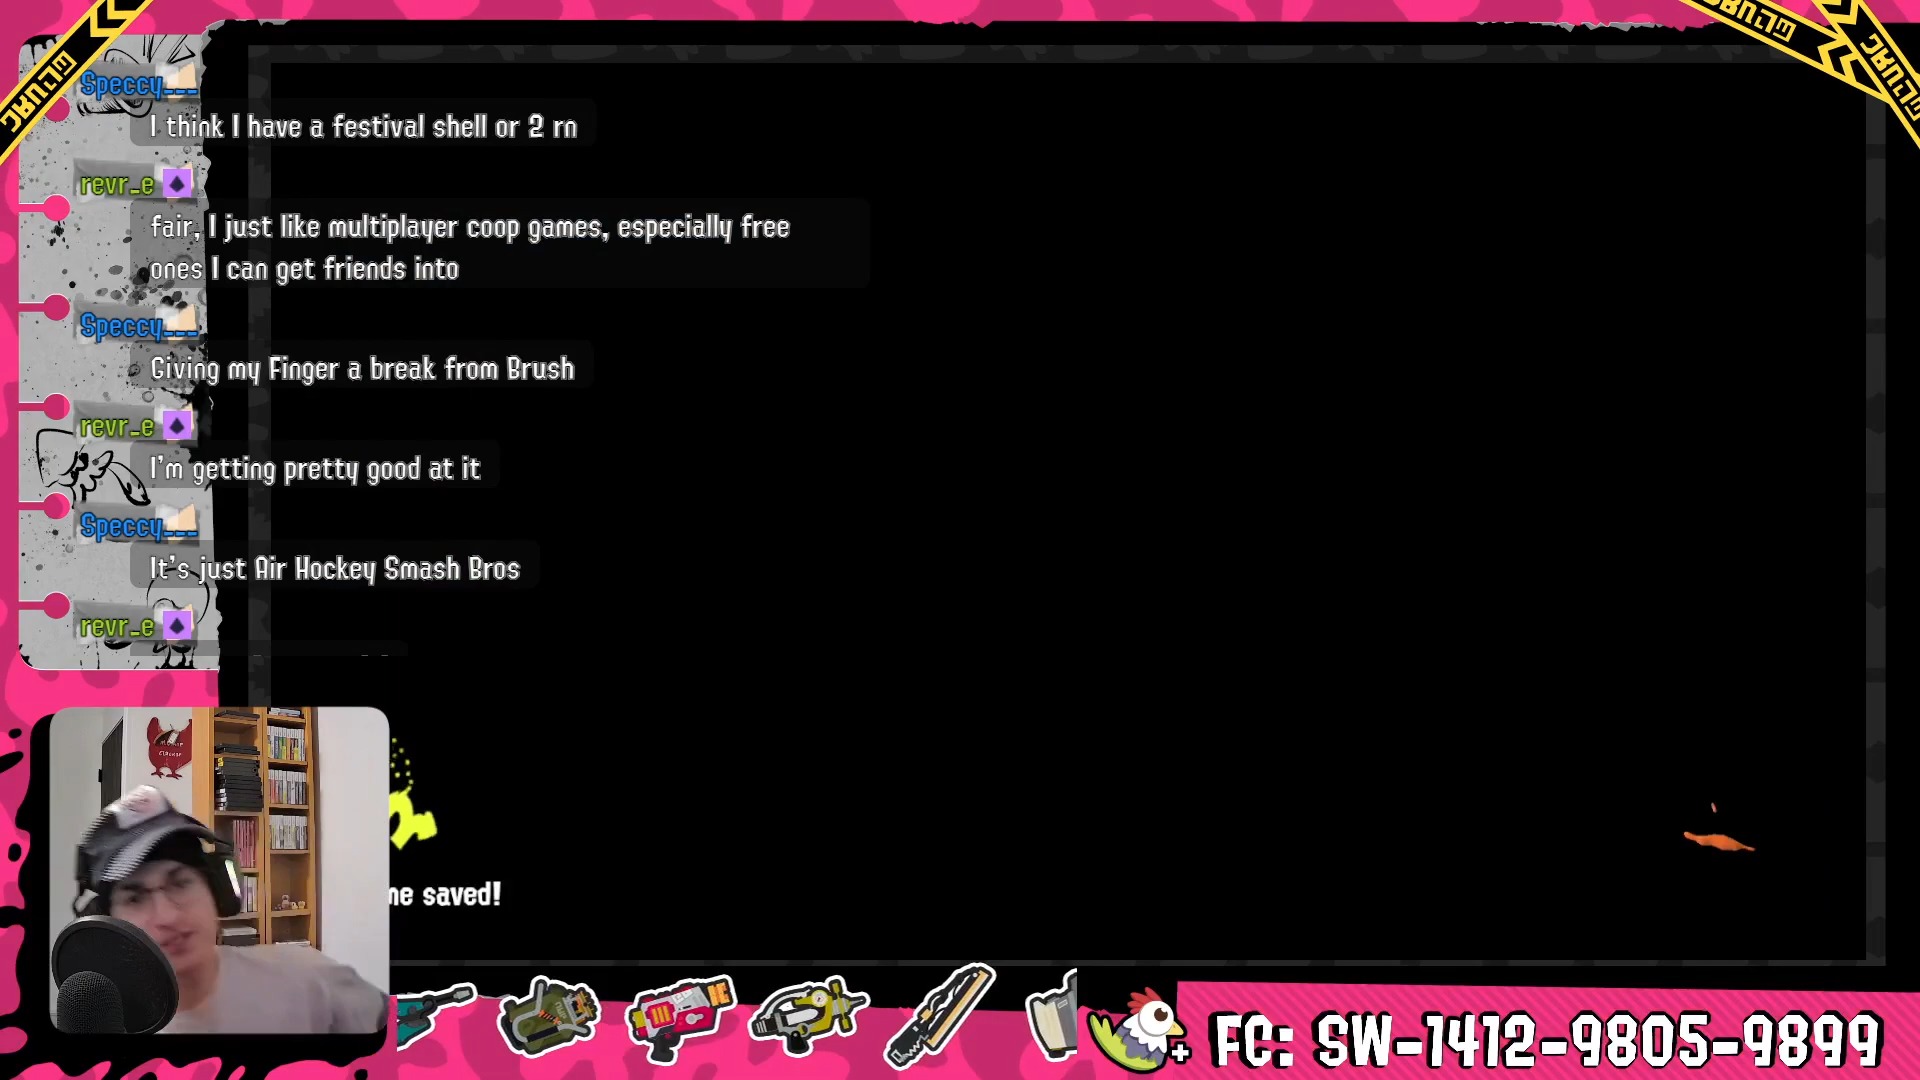 Speccy___
I think I have a festival shell or 2 rn
revr_e
fair, I just like multiplayer coop games, especially free
ones I can get friends into
Speccy___
Giving my Finger a break from Brush
revr_e
I'm getting pretty good at it
Speccy___
It's just Air Hockey Smash Bros
revr_e
saved!
FC: SW-1412-9805-9899